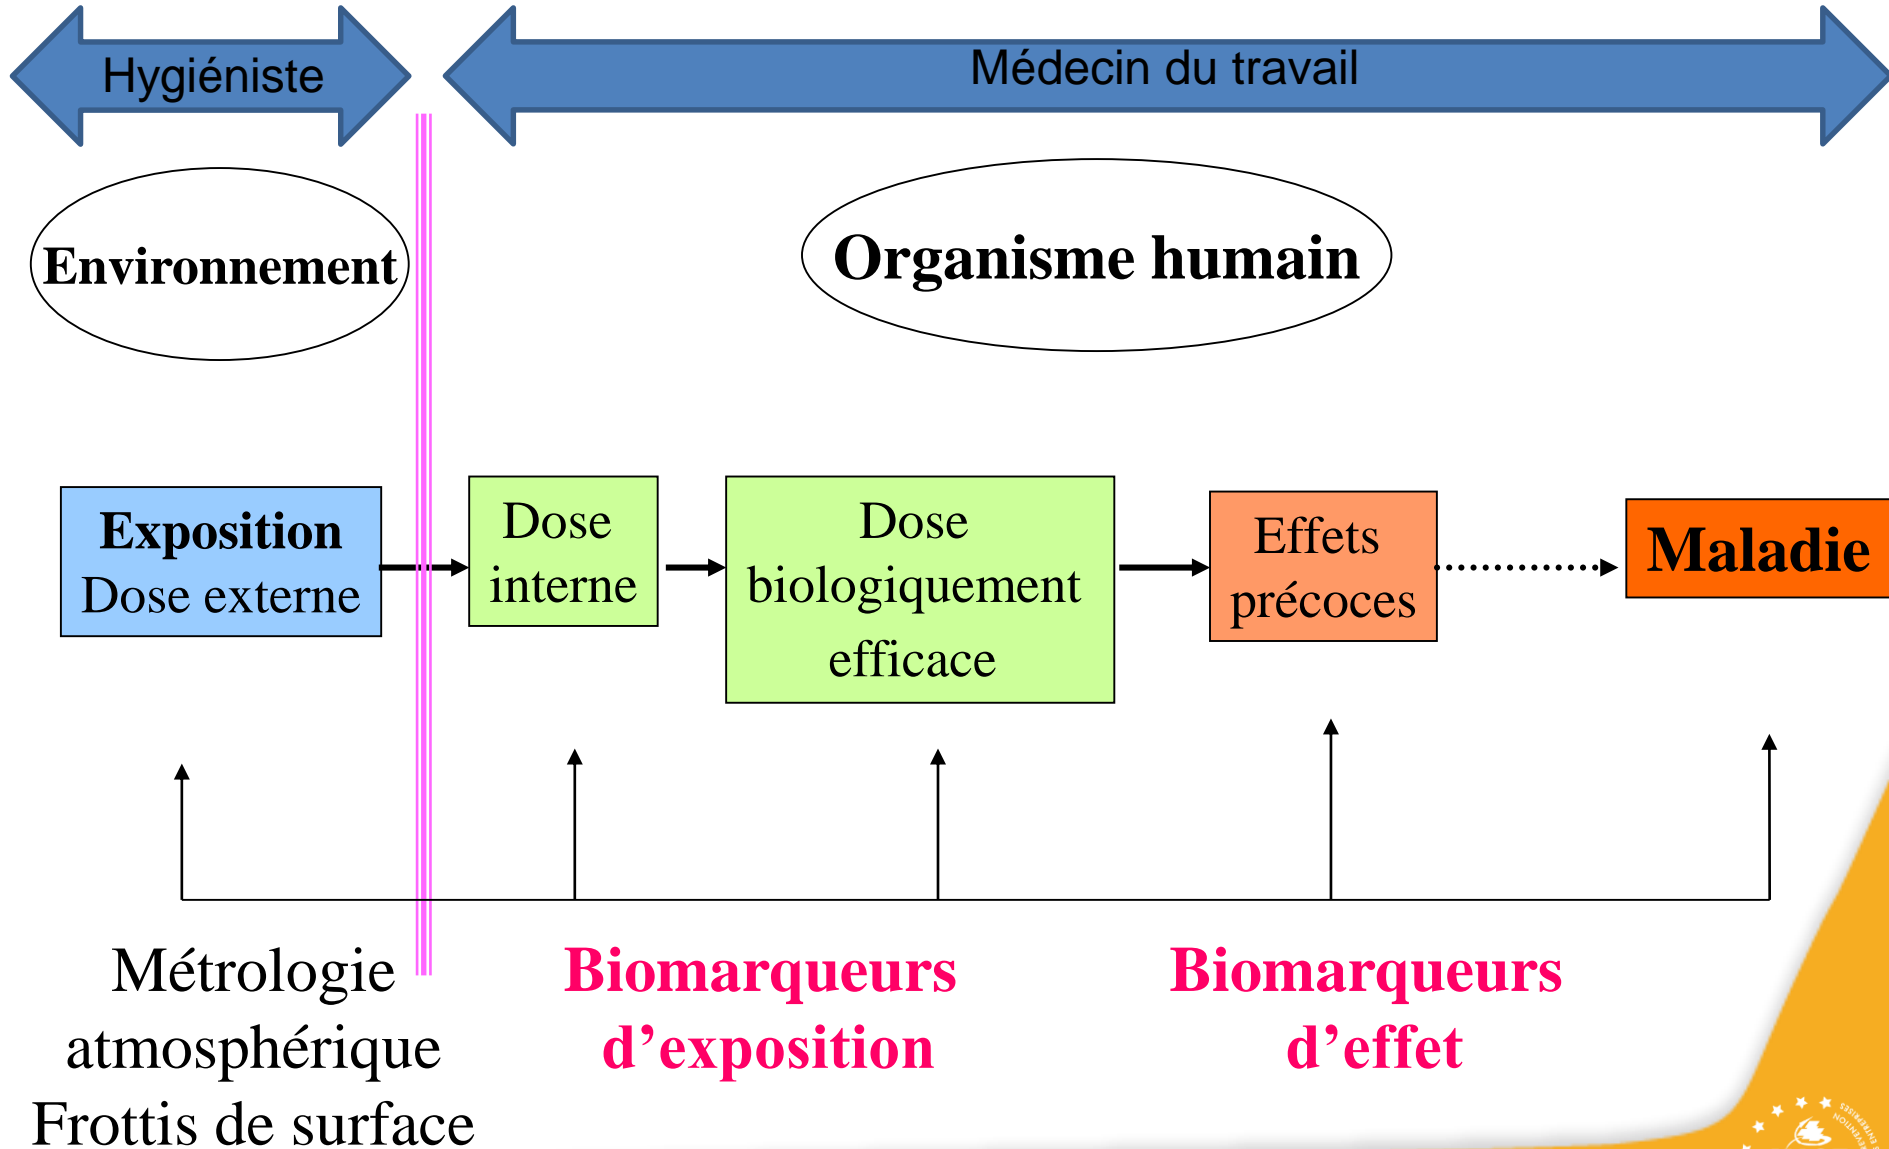 Hygiéniste
Médecin du travail
Environnement
Organisme humain
Exposition
Dose externe
Dose
interne
Dose
biologiquement
efficace
Effets
précoces
Maladie
Métrologie
atmosphérique
Frottis de surface
Biomarqueurs
d’exposition
Biomarqueurs
d’effet